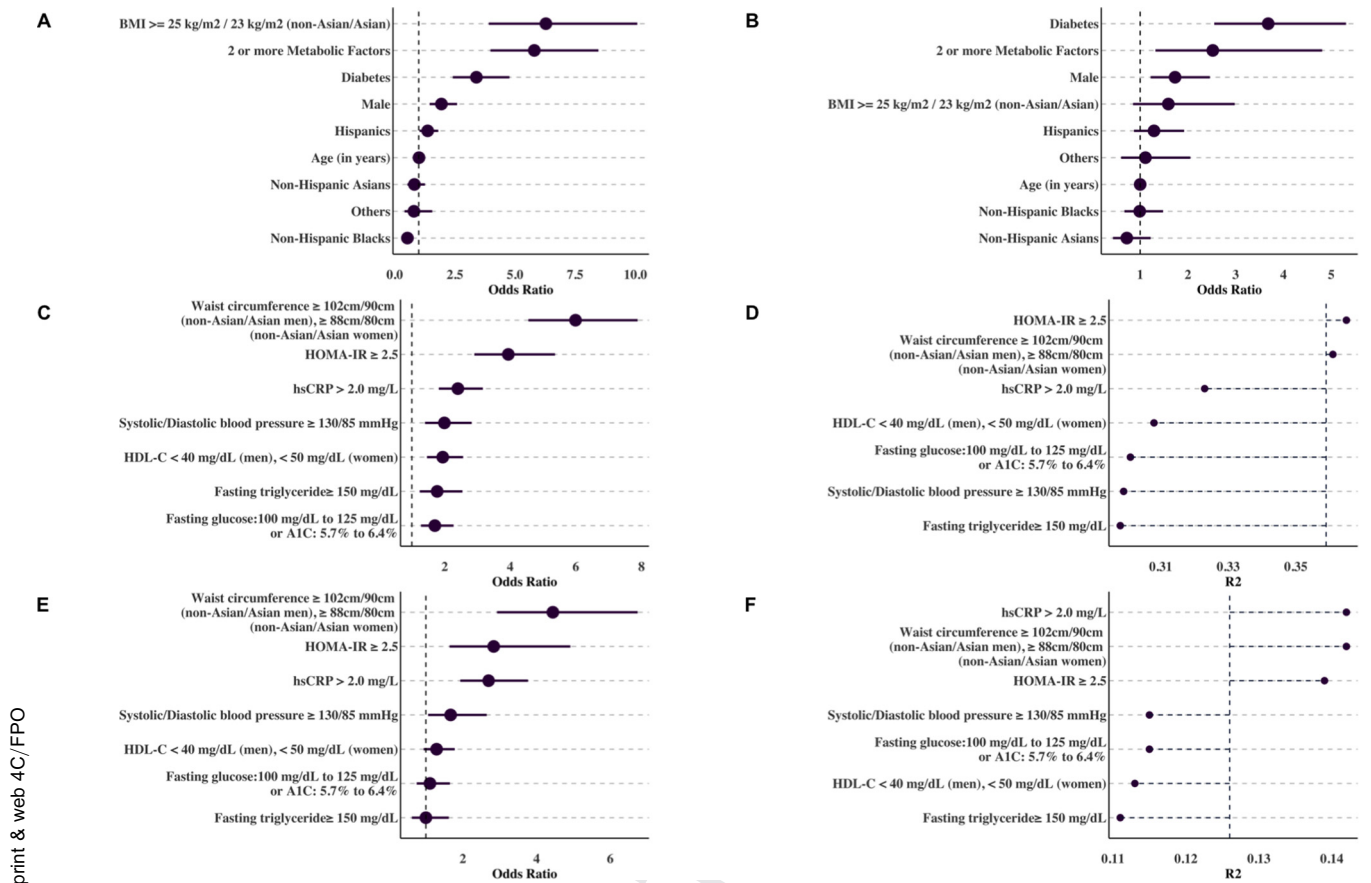 A
BMI >= 25 kg/m2 / 23 kg/m2 (non-Asian/Asian)
2 or more Metabolic Factors
Diabetes
Male
Hispanics
Age (in years)
Non-Hispanic Asians
Others
Non-Hispanic Blacks
0.0 2.5 5.0 7.5 10.0
Odds Ratio
B
Diabetes
2 or more Metabolic Factors
Male
BMI >= 25 kg/m2 / 23 kg/m2 (non-Asian/Asian)
Hispanics
Others
Age (in years)
Non-Hispanic Blacks
Non-Hispanic Asians
1 2 3 4 5
Odds Ratio
C
Waist circumference ≥ 102cm/90cm
(non-Asian/Asian men), ≥ 88cm/80cm
(non-Asian/Asian women)
HOMA-IR ≥ 2.5
hsCRP > 2.0 mg/L
Systolic/Diastolic blood pressure ≥ 130/85 mmHg
HDL-C < 40 mg/dL (men), < 50 mg/dL (women)
Fasting triglyceride≥ 150 mg/dL
Fasting glucose:100 mg/dL to 125 mg/dL
or A1C: 5.7% to 6.4%
2 4 6 8
Odds Ratio
D
HOMA-IR ≥ 2.5
Waist circumference ≥ 102cm/90cm
(non-Asian/Asian men), ≥ 88cm/80cm
(non-Asian/Asian women)
hsCRP > 2.0 mg/L
HDL-C < 40 mg/dL (men), < 50 mg/dL (women)
Fasting glucose:100 mg/dL to 125 mg/dL
or A1C: 5.7% to 6.4%
Systolic/Diastolic blood pressure ≥ 130/85 mmHg
Fasting triglyceride≥ 150 mg/dL
0.31 0.33 0.35
R2
E
Waist circumference ≥ 102cm/90cm
(non-Asian/Asian men), ≥ 88cm/80cm
(non-Asian/Asian women)
HOMA-IR ≥ 2.5
hsCRP > 2.0 mg/L
Systolic/Diastolic blood pressure ≥ 130/85 mmHg
HDL-C < 40 mg/dL (men), < 50 mg/dL (women)
Fasting glucose:100 mg/dL to 125 mg/dL
or A1C: 5.7% to 6.4%
Fasting triglyceride≥ 150 mg/dL
2 4 6
Odds Ratio
F
hsCRP > 2.0 mg/L
Waist circumference ≥ 102cm/90cm
(non-Asian/Asian men), ≥ 88cm/80cm
(non-Asian/Asian women)
HOMA-IR ≥ 2.5
Systolic/Diastolic blood pressure ≥ 130/85 mmHg
Fasting glucose:100 mg/dL to 125 mg/dL
or A1C: 5.7% to 6.4%
HDL-C < 40 mg/dL (men), < 50 mg/dL (women)
Fasting triglyceride≥ 150 mg/dL
0.11 0.12 0.13 0.14
R2
print & web 4C/FPO